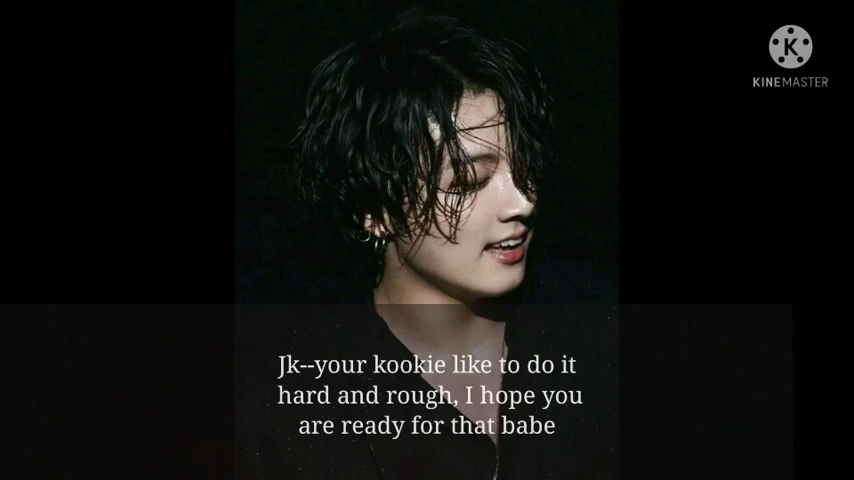 KINEMASTER
Jk--your kookie like to do it
hard and rough, I hope you
are ready for that babe